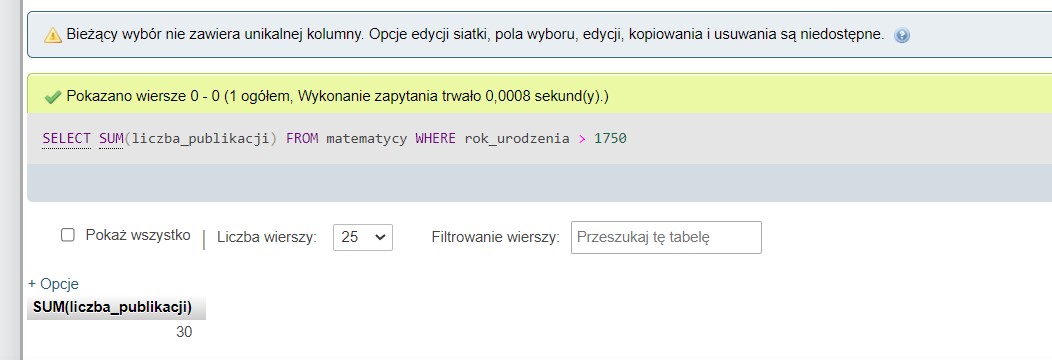 Bieżący wybór nie zawiera unikalnej kolumny. Opcje edycji siatki, pola wyboru, edycji, kopiowania i usuwania są niedostępne.
Pokazano wiersze 0 - 0 (1 ogółem, Wykonanie zapytania trwało 0,0008 sekund(y).)
SELECT SUM(liczba_publikacji) FROM matematycy WHERE rok_urodzenia > 1750
Pokaż wszystko | Liczba wierszy: 25 Filtrowanie wierszy: Przeszukaj tę tabelę
+ Opcje
SUM(liczba_publikacji)
30